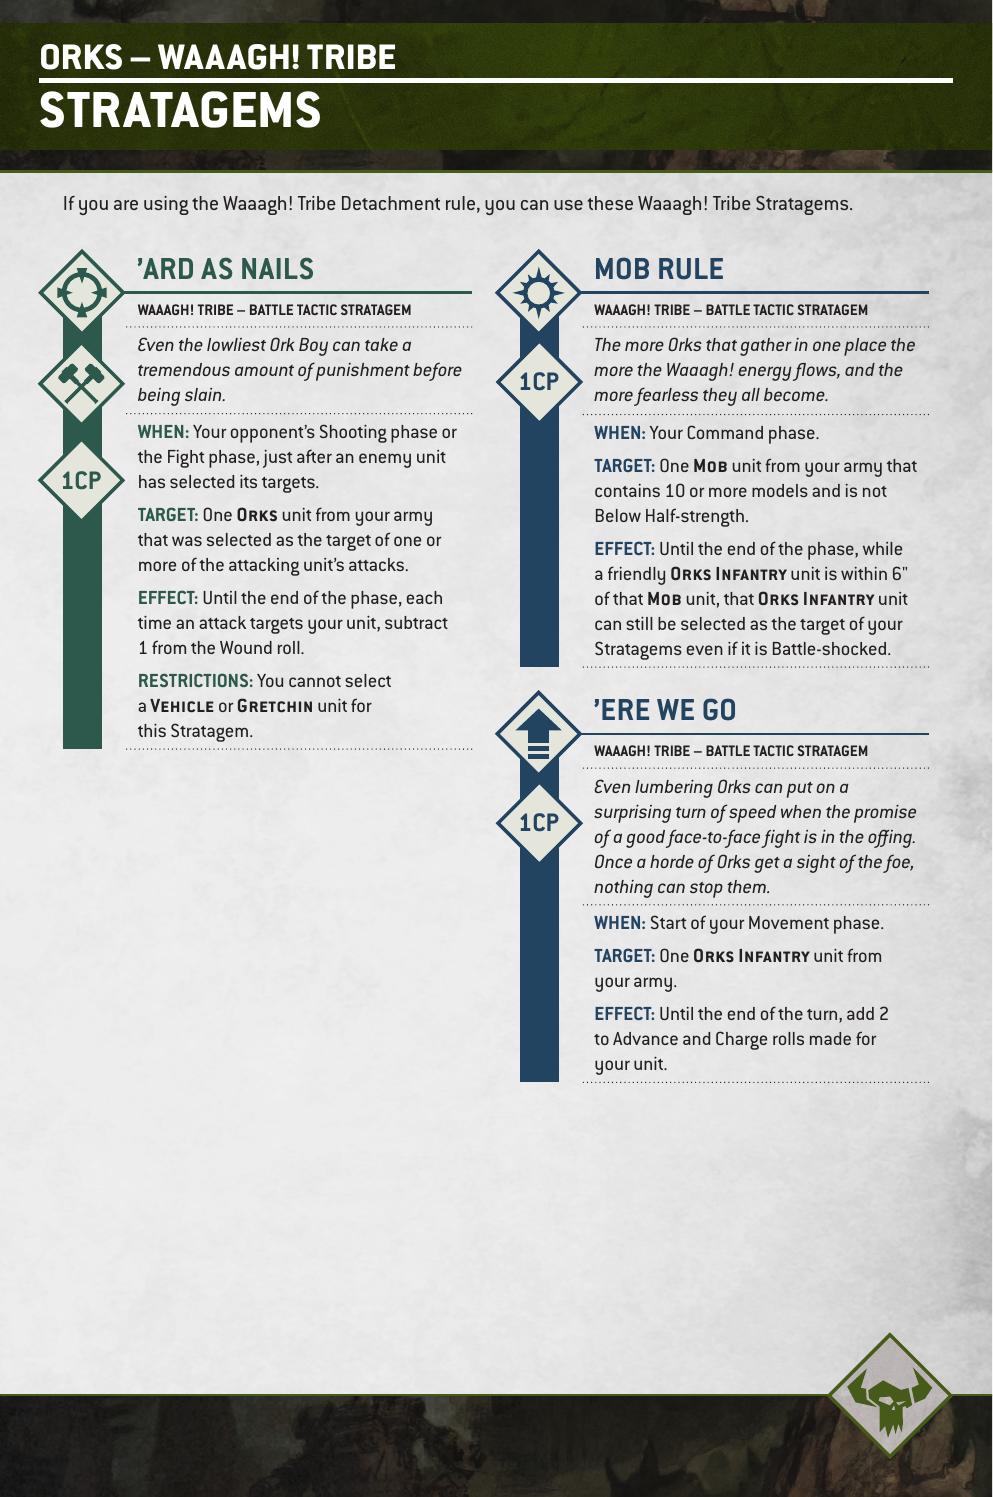 ORKS – WAAAGH! TRIBE
STRATAGEMS
If you are using the Waaagh! Tribe Detachment rule, you can use these Waaagh! Tribe Stratagems.
’ARD AS NAILS
WAAAGH! TRIBE – BATTLE TACTIC STRATAGEM
Even the lowliest Ork Boy can take a
tremendous amount of punishment before
being slain.
1CP
WHEN: Your opponent’s Shooting phase or
the Fight phase, just after an enemy unit
has selected its targets.
TARGET: One ORKS unit from your army
that was selected as the target of one or
more of the attacking unit’s attacks.
EFFECT: Until the end of the phase, each
time an attack targets your unit, subtract
1 from the Wound roll.
RESTRICTIONS: You cannot select
a VEHICLE or GRETCHIN unit for
this Stratagem.
MOB RULE
WAAAGH! TRIBE – BATTLE TACTIC STRATAGEM
The more Orks that gather in one place the
more the Waaagh! energy flows, and the
more fearless they all become.
1CP
WHEN: Your Command phase.
TARGET: One MOB unit from your army that
contains 10 or more models and is not
Below Half-strength.
EFFECT: Until the end of the phase, while
a friendly ORKS INFANTRY unit is within 6"
of that MOB unit, that ORKS INFANTRY unit
can still be selected as the target of your
Stratagems even if it is Battle-shocked.
’ERE WE GO
WAAAGH! TRIBE – BATTLE TACTIC STRATAGEM
Even lumbering Orks can put on a
surprising turn of speed when the promise
of a good face-to-face fight is in the offing.
Once a horde of Orks get a sight of the foe,
nothing can stop them.
1CP
WHEN: Start of your Movement phase.
TARGET: One ORKS INFANTRY unit from
your army.
EFFECT: Until the end of the turn, add 2
to Advance and Charge rolls made for
your unit.